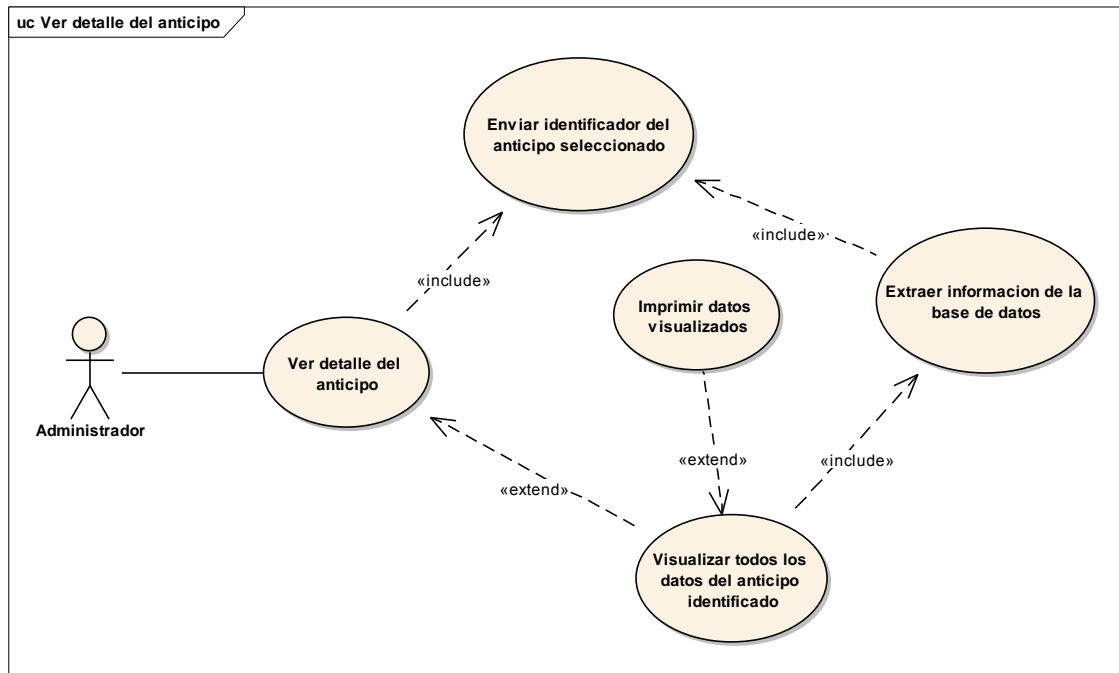 uc Ver detalle del anticipo
Enviar identificador del
anticipo seleccionado
«include»
«include»
Extraer informacion de la
base de datos
Imprimir datos
visualizados
Ver detalle del
anticipo
Administrador
«extend»
«include»
«extend»
Visualizar todos los
datos del anticipo
identificado